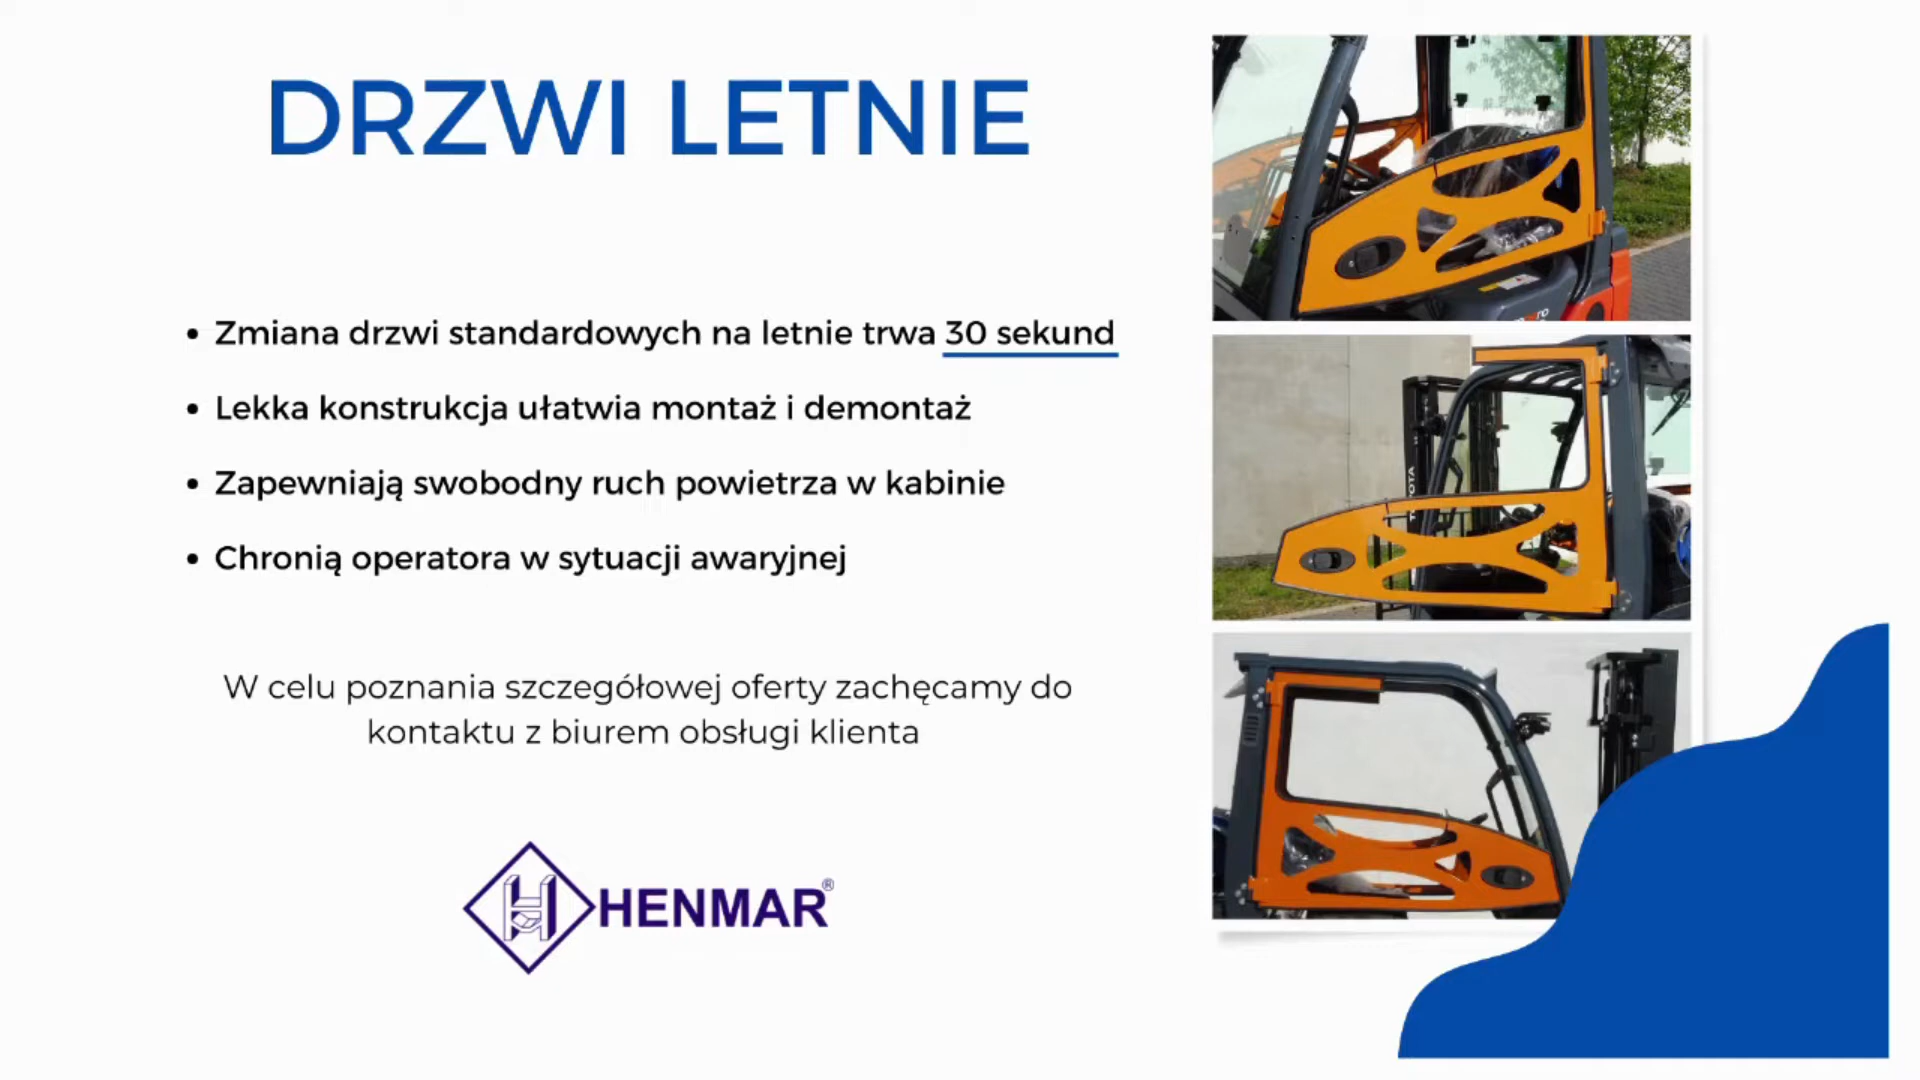 DRZWI LETNIE
• Zmiana drzwi standardowych na letnie trwa 30 sekund
• Lekka konstrukcja ułatwia montaż i demontaż
• Zapewniają swobodny ruch powietrza w kabinie
• Chronią operatora w sytuacji awaryjnej
W celu poznania szczegółowej oferty zachęcamy do
kontaktu z biurem obsługi klienta
HENMAR®
TOYOTA